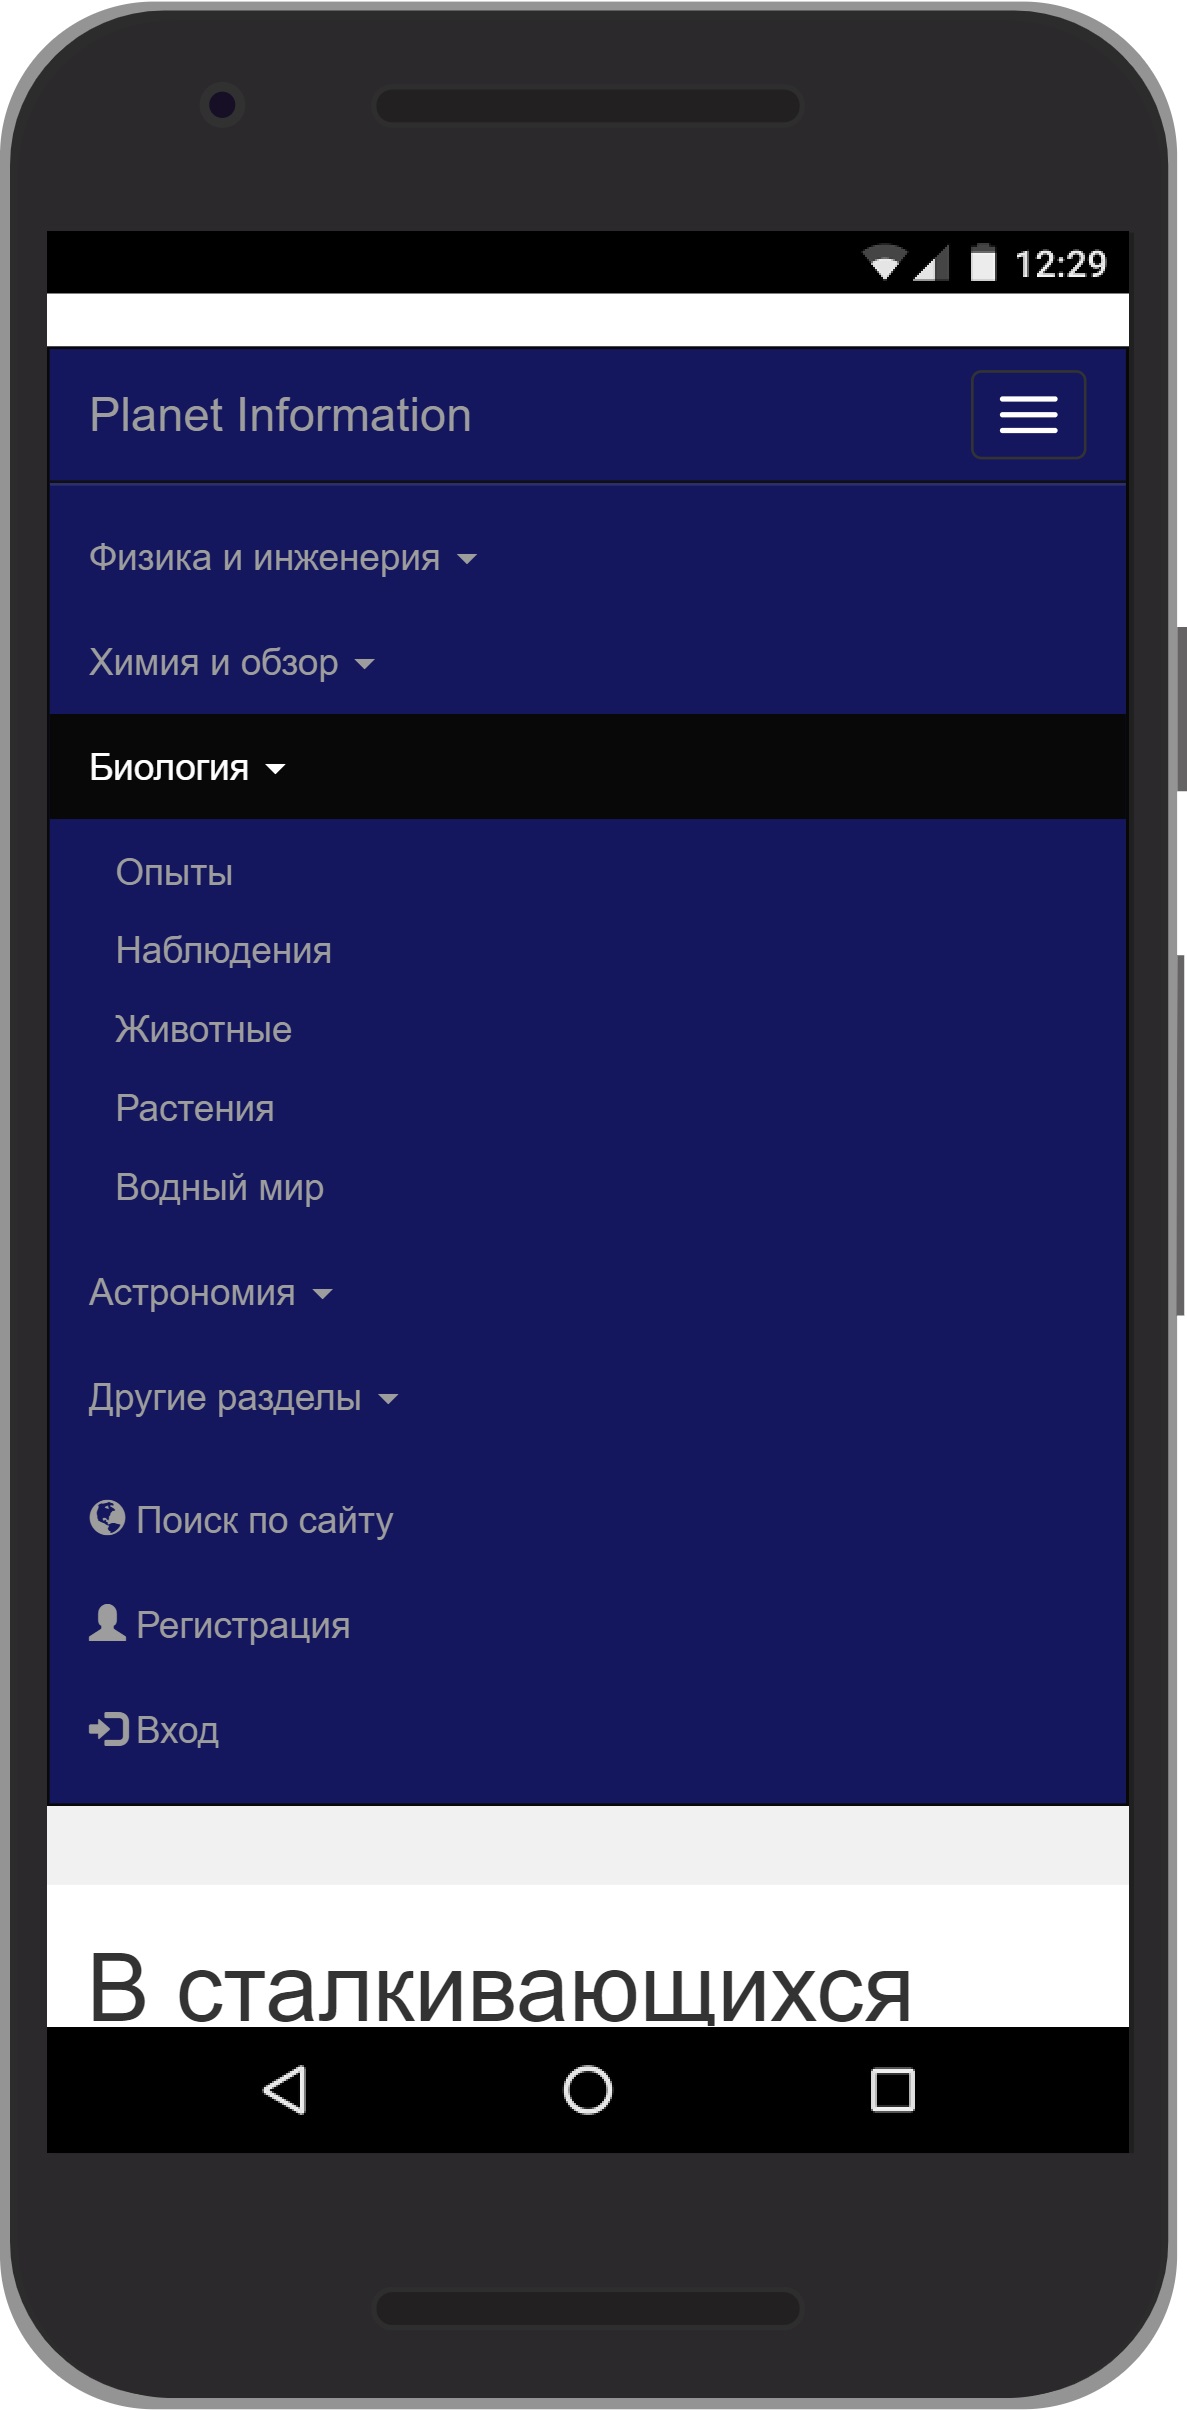 12:29
Planet Information
Физика и инженерия
Химия и обзор
Биология
Опыты
Наблюдения
Животные
Растения
Водный мир
Астрономия
Другие разделы
Поиск по сайту
Регистрация
Вход
В сталкивающихся